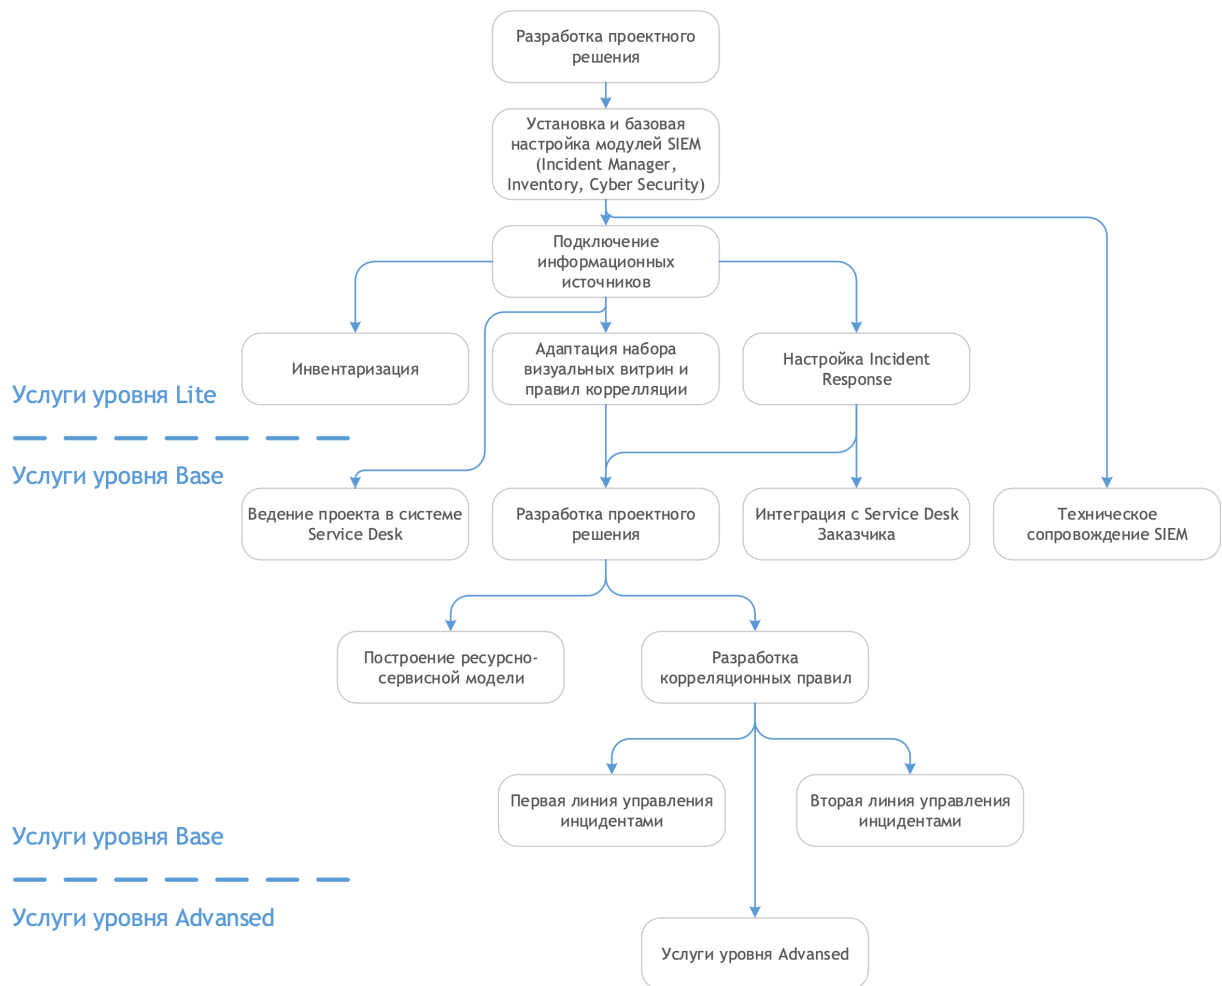 Разработка проектного
решения
Установка и базовая
настройка модулей SIEM
(Incident Manager,
Inventory, Cyber Security)
Подключение
информационных
источников
Инвентаризация
Адаптация набора
визуальных витрин и
правил коррелляции
Настройка Incident
Response
Услуги уровня Lite
Услуги уровня Base
Ведение проекта в системе
Service Desk
Разработка проектного
решения
Интеграция с Service Desk
Заказчика
Техническое
сопровождение SIEM
Построение ресурсно-
сервисной модели
Разработка
корреляционных правил
Первая линия управления
инцидентами
Вторая линия управления
инцидентами
Услуги уровня Base
Услуги уровня Advansed
Услуги уровня Advansed